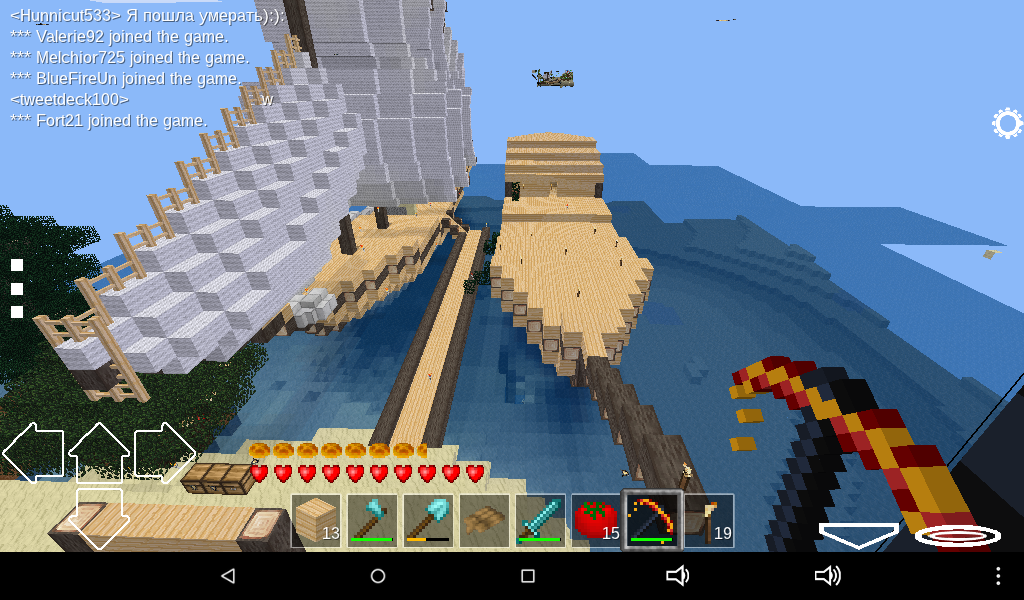 <Hunnicut533> Я пошла умерать):):
*** Valerie92 joined the game.
*** Melchior725 joined the game.
*** BlueFireUn joined the game.
<tweetdeck100> w
*** Fort21 joined the game.
13
15
19